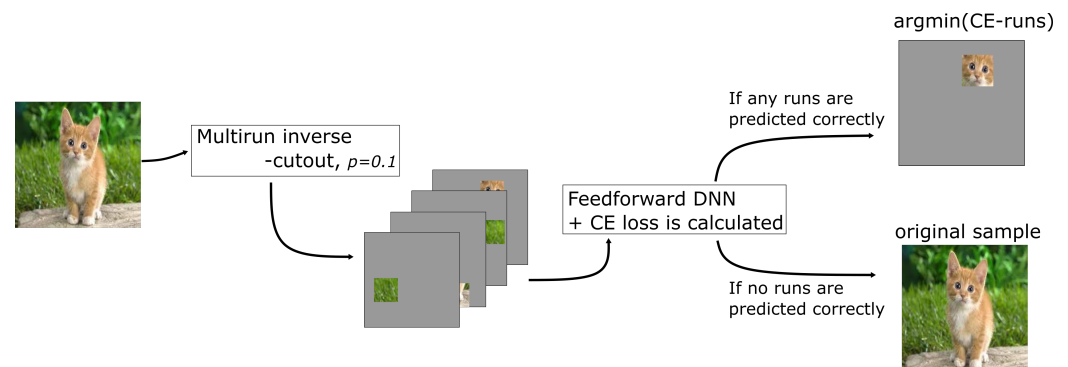 argmin(CE-runs)
If any runs are
predicted correctly
Multirun inverse
-cutout, p=0.1
Feedforward DNN
+ CE loss is calculated
original sample
If no runs are
predicted correctly